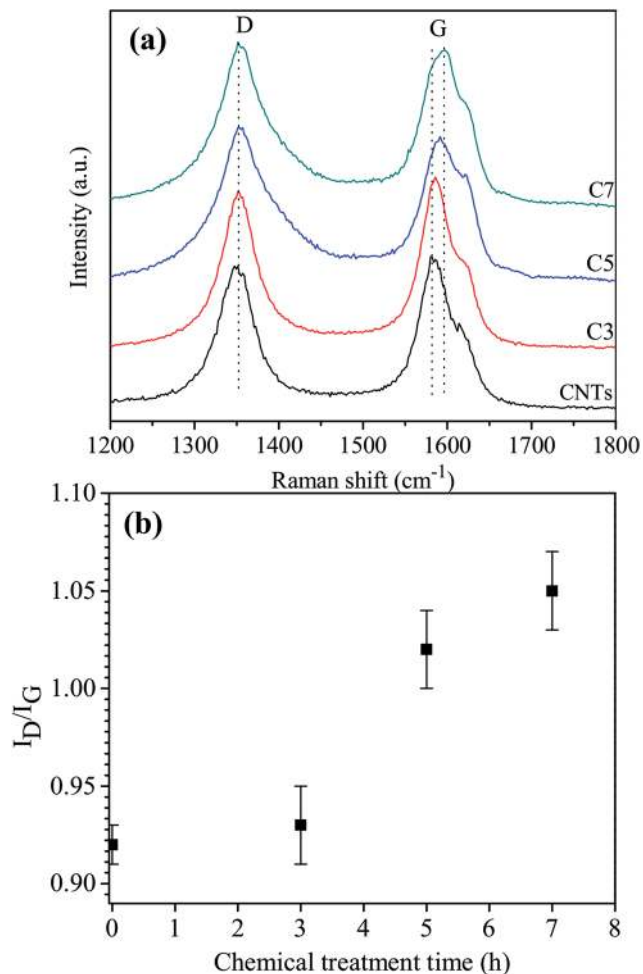 (a)
D
G
C7
C5
C3
CNTs
Intensity (a.u.)
1200 1300 1400 1500 1600 1700 1800
Raman shift (cm⁻¹)
(b)
1.10
1.05
1.00
0.95
0.90
I_D/I_G
0 1 2 3 4 5 6 7 8
Chemical treatment time (h)